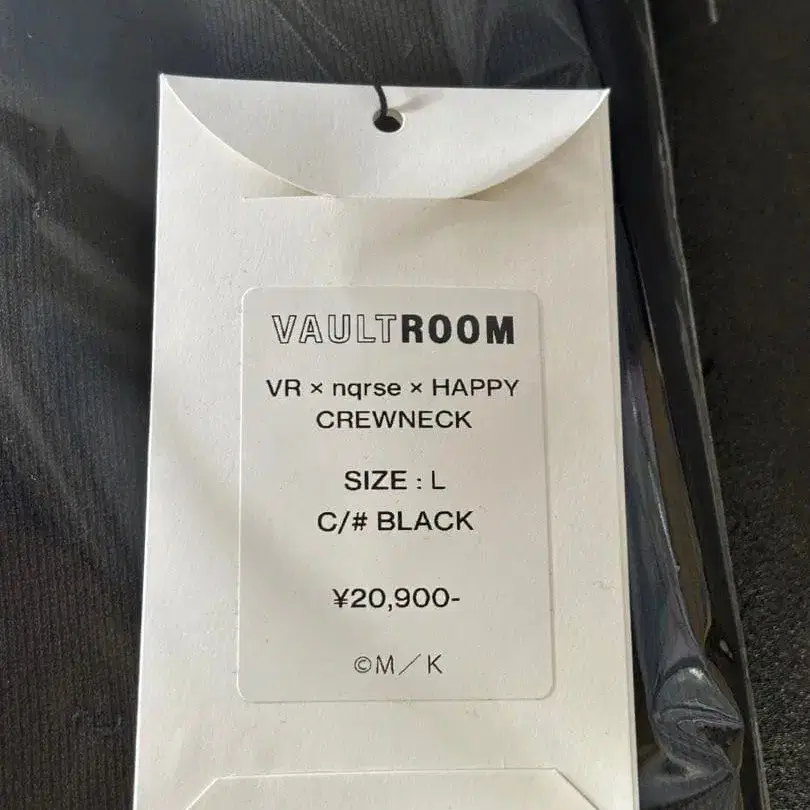 VAULTROOM
VR × nqrse × HAPPY
CREWNECK
SIZE : L
C/# BLACK
¥20,900-
©M／K